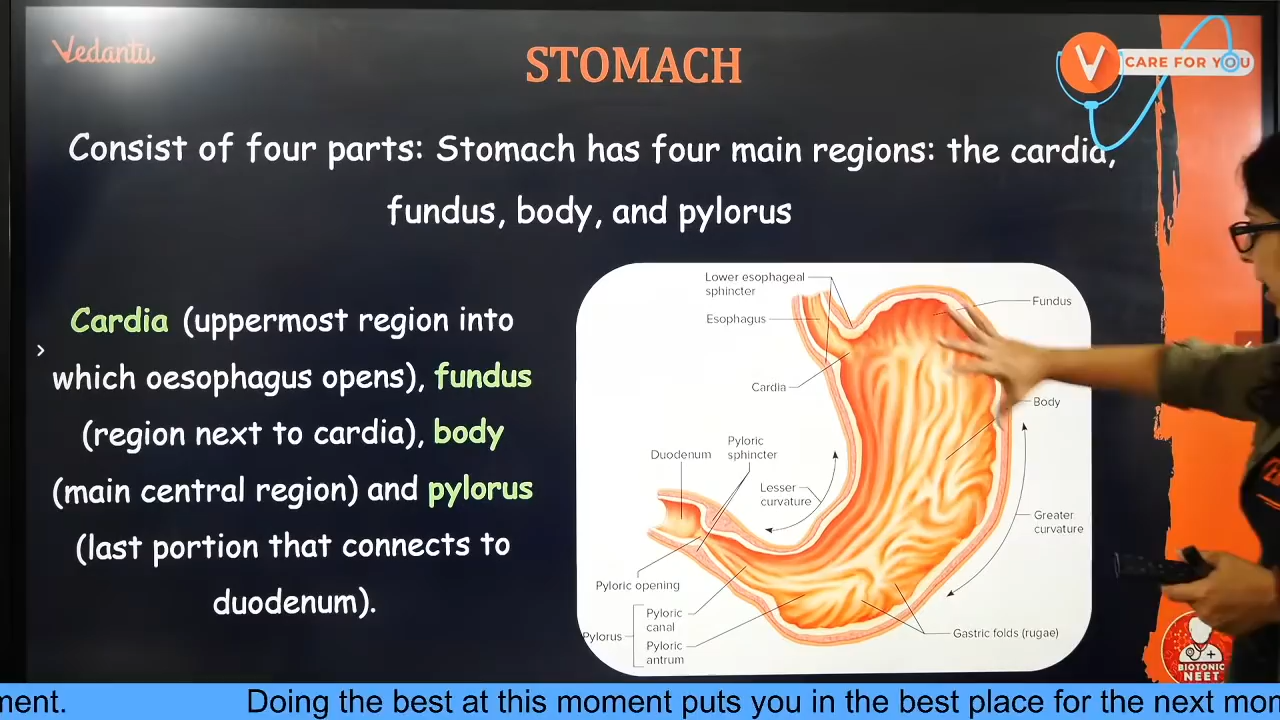 Vedantu
STOMACH
V
CARE FOR YOU
Consist of four parts: Stomach has four main regions: the cardia,
fundus, body, and pylorus
Cardia (uppermost region into
which oesophagus opens), fundus
(region next to cardia), body
(main central region) and pylorus
(last portion that connects to
duodenum).
Lower esophageal
sphincter
Esophagus
Fundus
Cardia
Body
Pyloric
sphincter
Duodenum
Lesser
curvature
Greater
curvature
Pyloric opening
Pyloric
canal
Pylorus
Pyloric
antrum
Gastric folds (rugae)
BIOTONIC
NEET
ment. Doing the best at this moment puts you in the best place for the next mor